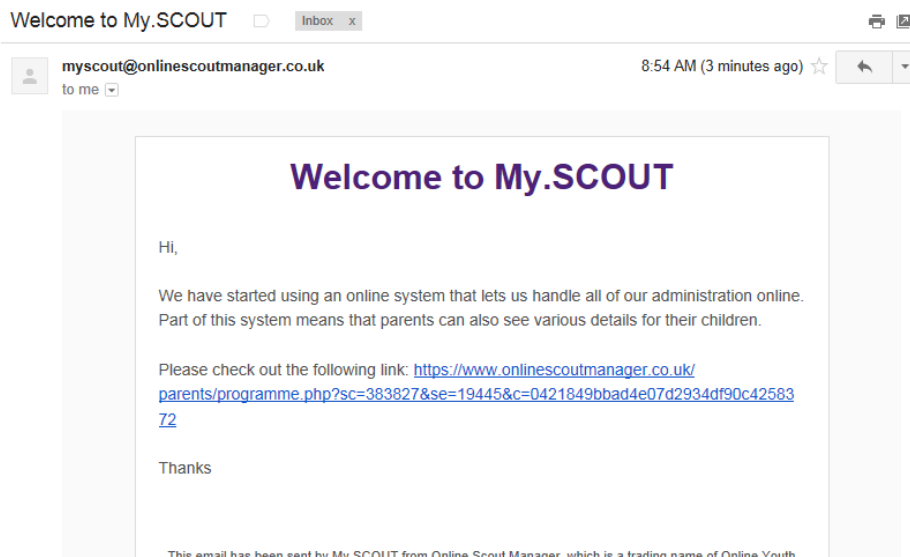 Welcome to My.SCOUT Inbox x
myscout@onlinescoutmanager.co.uk 8:54 AM (3 minutes ago)
to me
Welcome to My.SCOUT
Hi,
We have started using an online system that lets us handle all of our administration online.
Part of this system means that parents can also see various details for their children.
Please check out the following link: https://www.onlinescoutmanager.co.uk/
parents/programme.php?sc=383827&se=19445&c=0421849bbad4e07d2934df90c42583
72
Thanks
This email has been sent by My.SCOUT from Online Scout Manager, which is a trading name of Online Youth